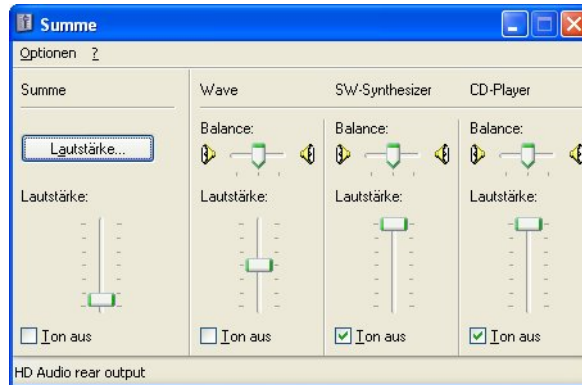 Summe
Optionen ?
Summe
Lautstärke...
Lautstärke:
Ton aus
Wave
Balance:
Lautstärke:
Ton aus
SW-Synthesizer
Balance:
Lautstärke:
Ton aus
CD-Player
Balance:
Lautstärke:
Ton aus
HD Audio rear output